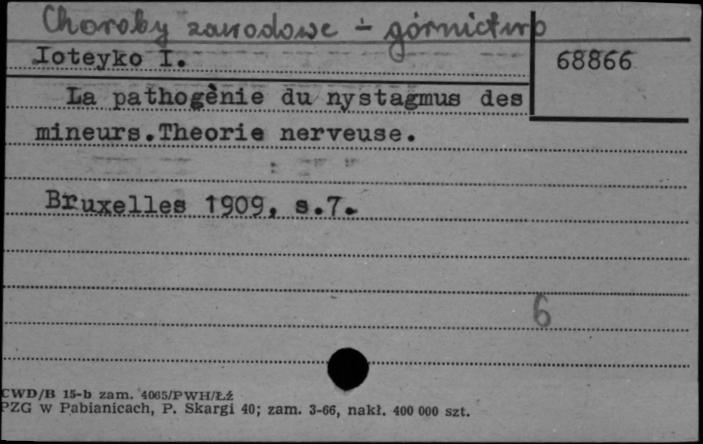 Choroby zawodowe - górnictwo
Ioteyko I.
68866
La pathogènie du nystagmus des
mineurs.Theorie nerveuse.
Bruxelles 1909, s.7.
6
CWD/B 15-b zam. 4065/PWH/Łź
PZG w Pabianicach, P. Skargi 40; zam. 3-66, nakł. 400 000 szt.